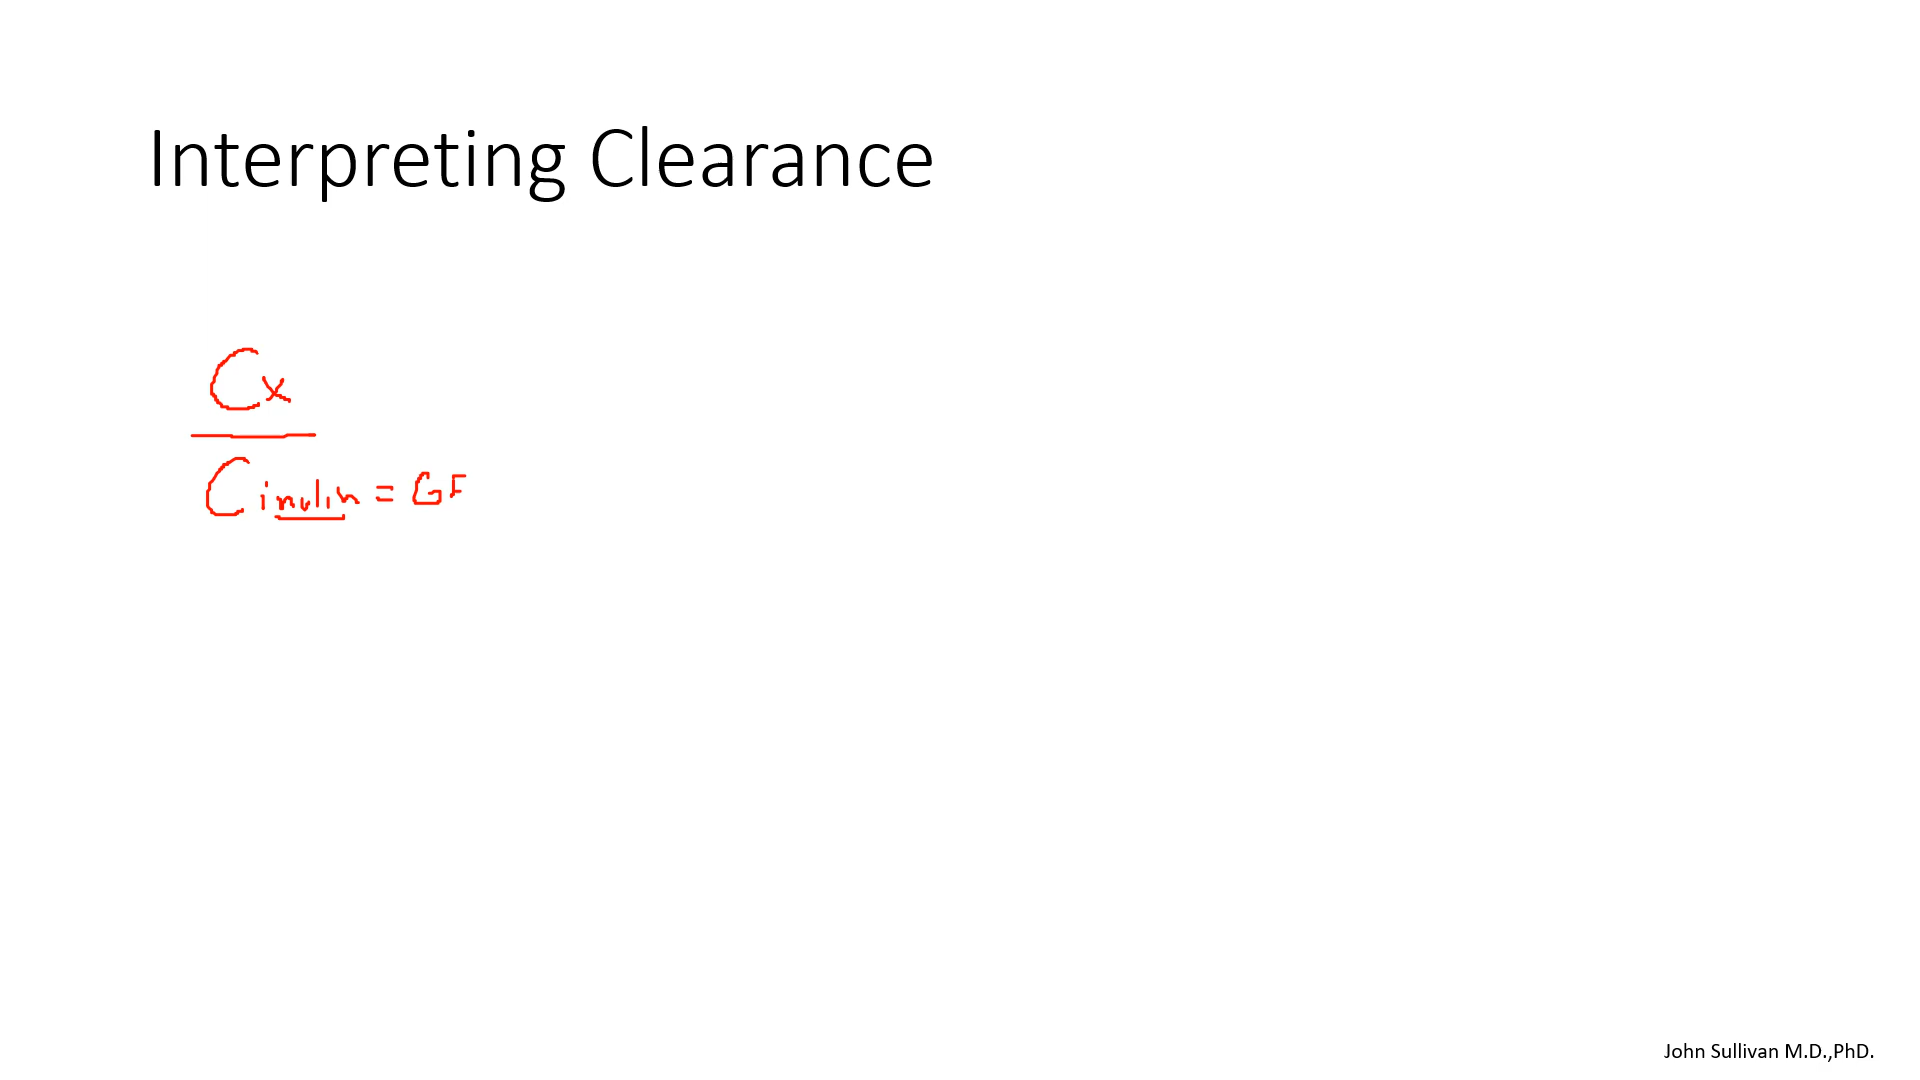 Interpreting Clearance
Cx
Cinulin = GF
John Sullivan M.D.,PhD.